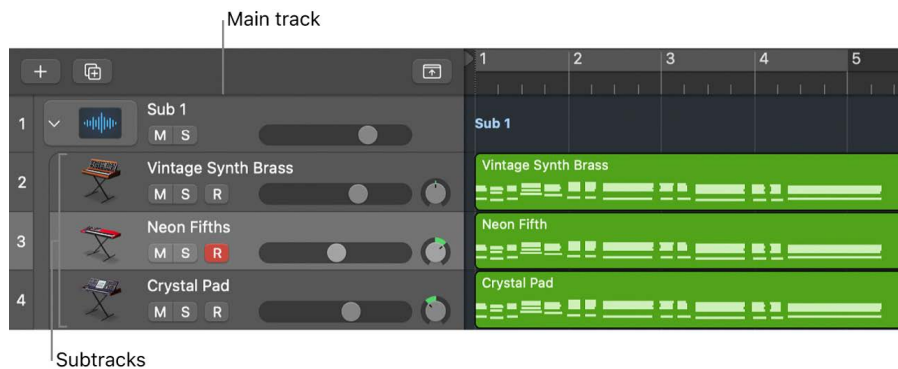 Main track
1 2 3 4 5
1 Sub 1
M S
Sub 1
2 Vintage Synth Brass
M S R
Vintage Synth Brass
3 Neon Fifths
M S R
Neon Fifth
4 Crystal Pad
M S R
Crystal Pad
Subtracks